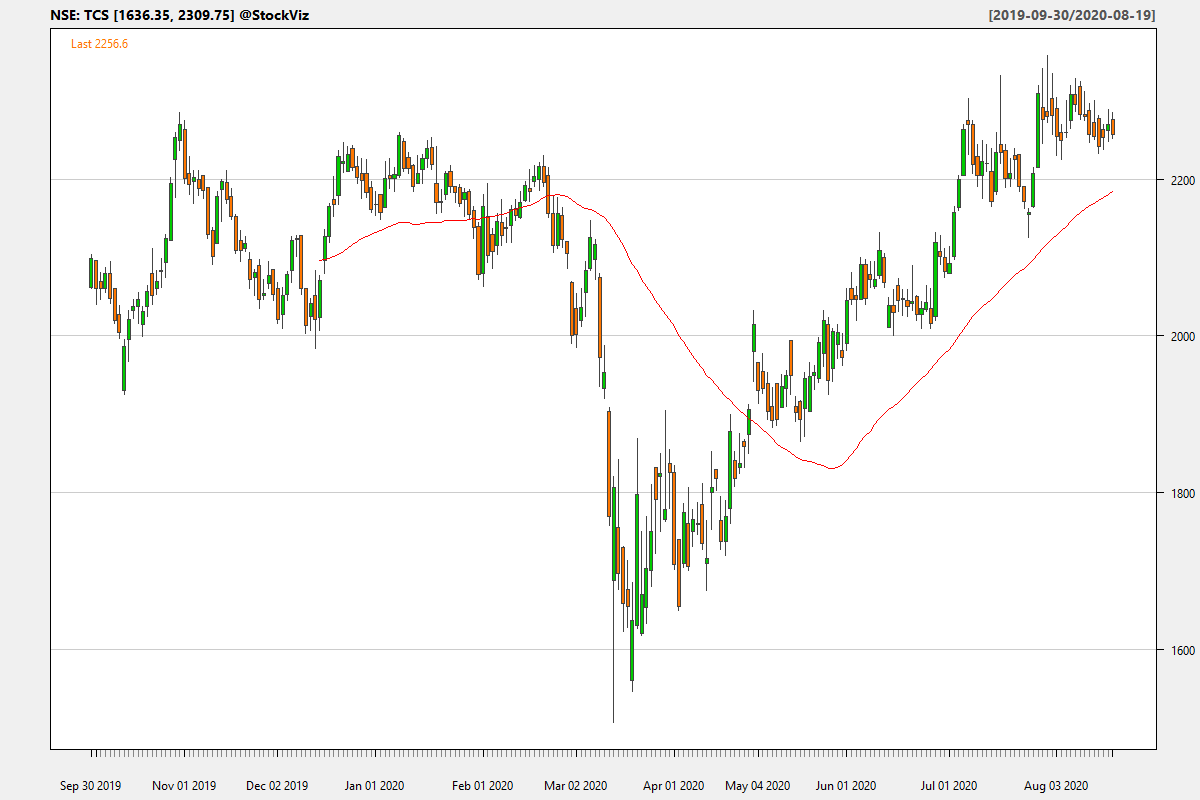 NSE: TCS [1636.35, 2309.75] @StockViz [2019-09-30/2020-08-19]
Last 2256.6
2200
2000
1800
1600
Sep 30 2019 Nov 01 2019 Dec 02 2019 Jan 01 2020 Feb 01 2020 Mar 02 2020 Apr 01 2020 May 04 2020 Jun 01 2020 Jul 01 2020 Aug 03 2020